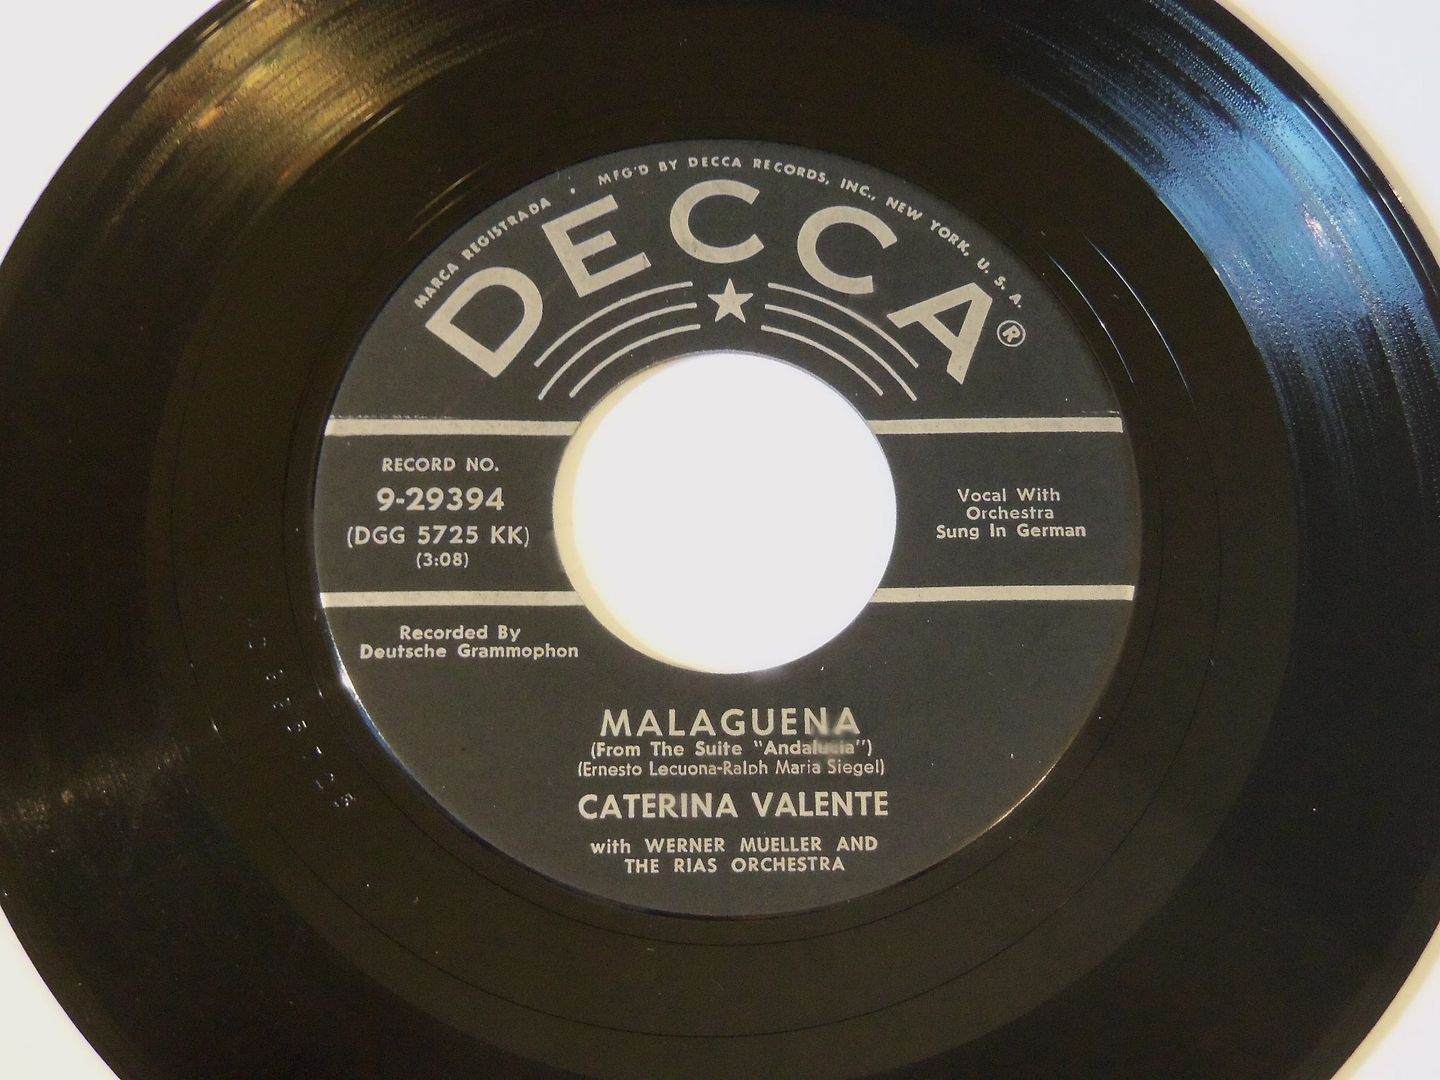 MARCA REGISTRADA • MFG'D BY DECCA RECORDS, INC., NEW YORK, U. S. A.
DECCA®
RECORD NO.
9-29394
(DGG 5725 KK)
(3:08)
Vocal With
Orchestra
Sung In German
Recorded By
Deutsche Grammophon
MALAGUENA
(From The Suite "Andalucia")
(Ernesto Lecuona-Ralph Maria Siegel)
CATERINA VALENTE
with WERNER MUELLER AND
THE RIAS ORCHESTRA